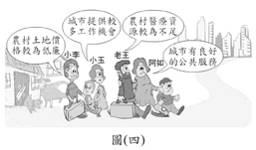 農村土地價
格較為低廉
城市提供較
多工作機會
農村醫療資
源較為不足
城市有良好
的公共服務
小李
小玉
老王
阿如
圖(四)